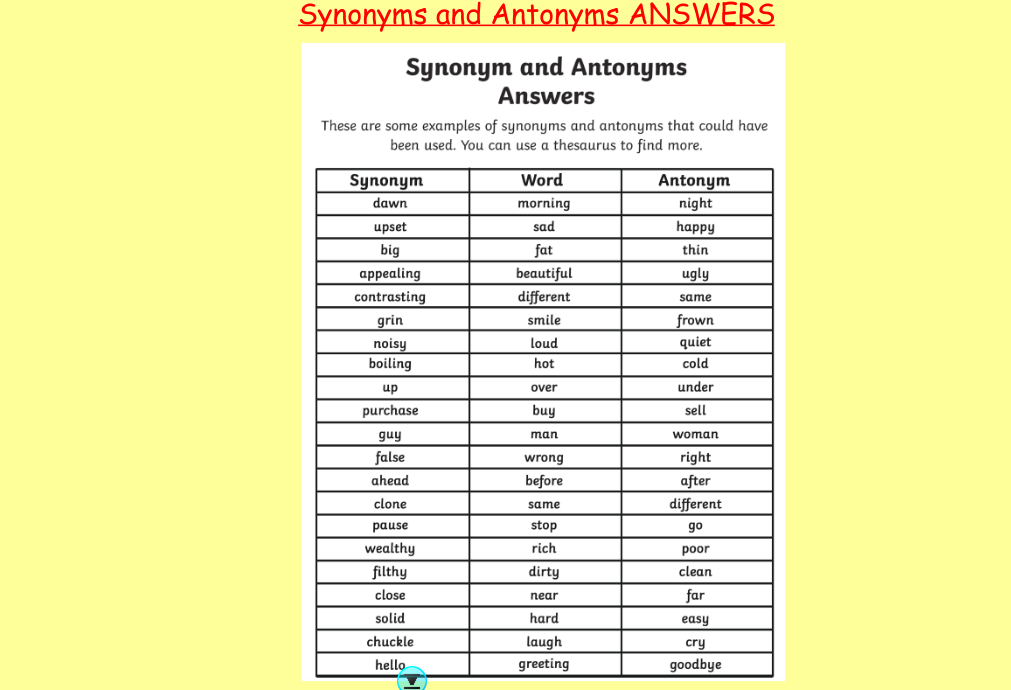 Synonyms and Antonyms ANSWERS
Synonym and Antonyms
Answers
These are some examples of synonyms and antonyms that could have
been used. You can use a thesaurus to find more.
Synonym Word Antonym
dawn morning night
upset sad happy
big fat thin
appealing beautiful ugly
contrasting different same
grin smile frown
noisy loud quiet
boiling hot cold
up over under
purchase buy sell
guy man woman
false wrong right
ahead before after
clone same different
pause stop go
wealthy rich poor
filthy dirty clean
close near far
solid hard easy
chuckle laugh cry
hello greeting goodbye